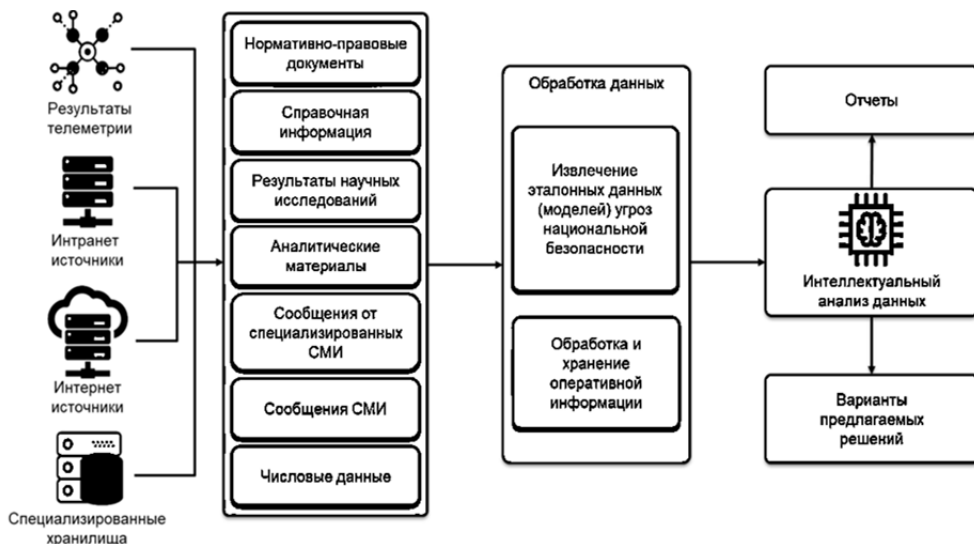 Результаты
телеметрии
Интранет
источники
Интернет
источники
Специализированные
хранилища
Нормативно-правовые
документы
Справочная
информация
Результаты научных
исследований
Аналитические
материалы
Сообщения от
специализированных
СМИ
Сообщения СМИ
Числовые данные
Обработка данных
Извлечение
эталонных данных
(моделей) угроз
национальной
безопасности
Обработка и
хранение
оперативной
информации
Отчеты
Интеллектуальный
анализ данных
Варианты
предлагаемых
решений